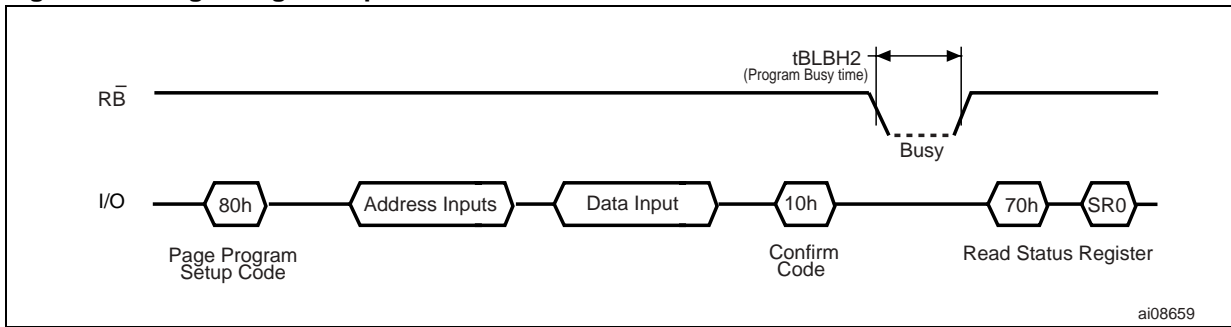 tBLBH2
(Program Busy time)
RB̅
Busy
I/O
80h
Address Inputs
Data Input
10h
70h
SR0
Page Program
Setup Code
Confirm
Code
Read Status Register
ai08659